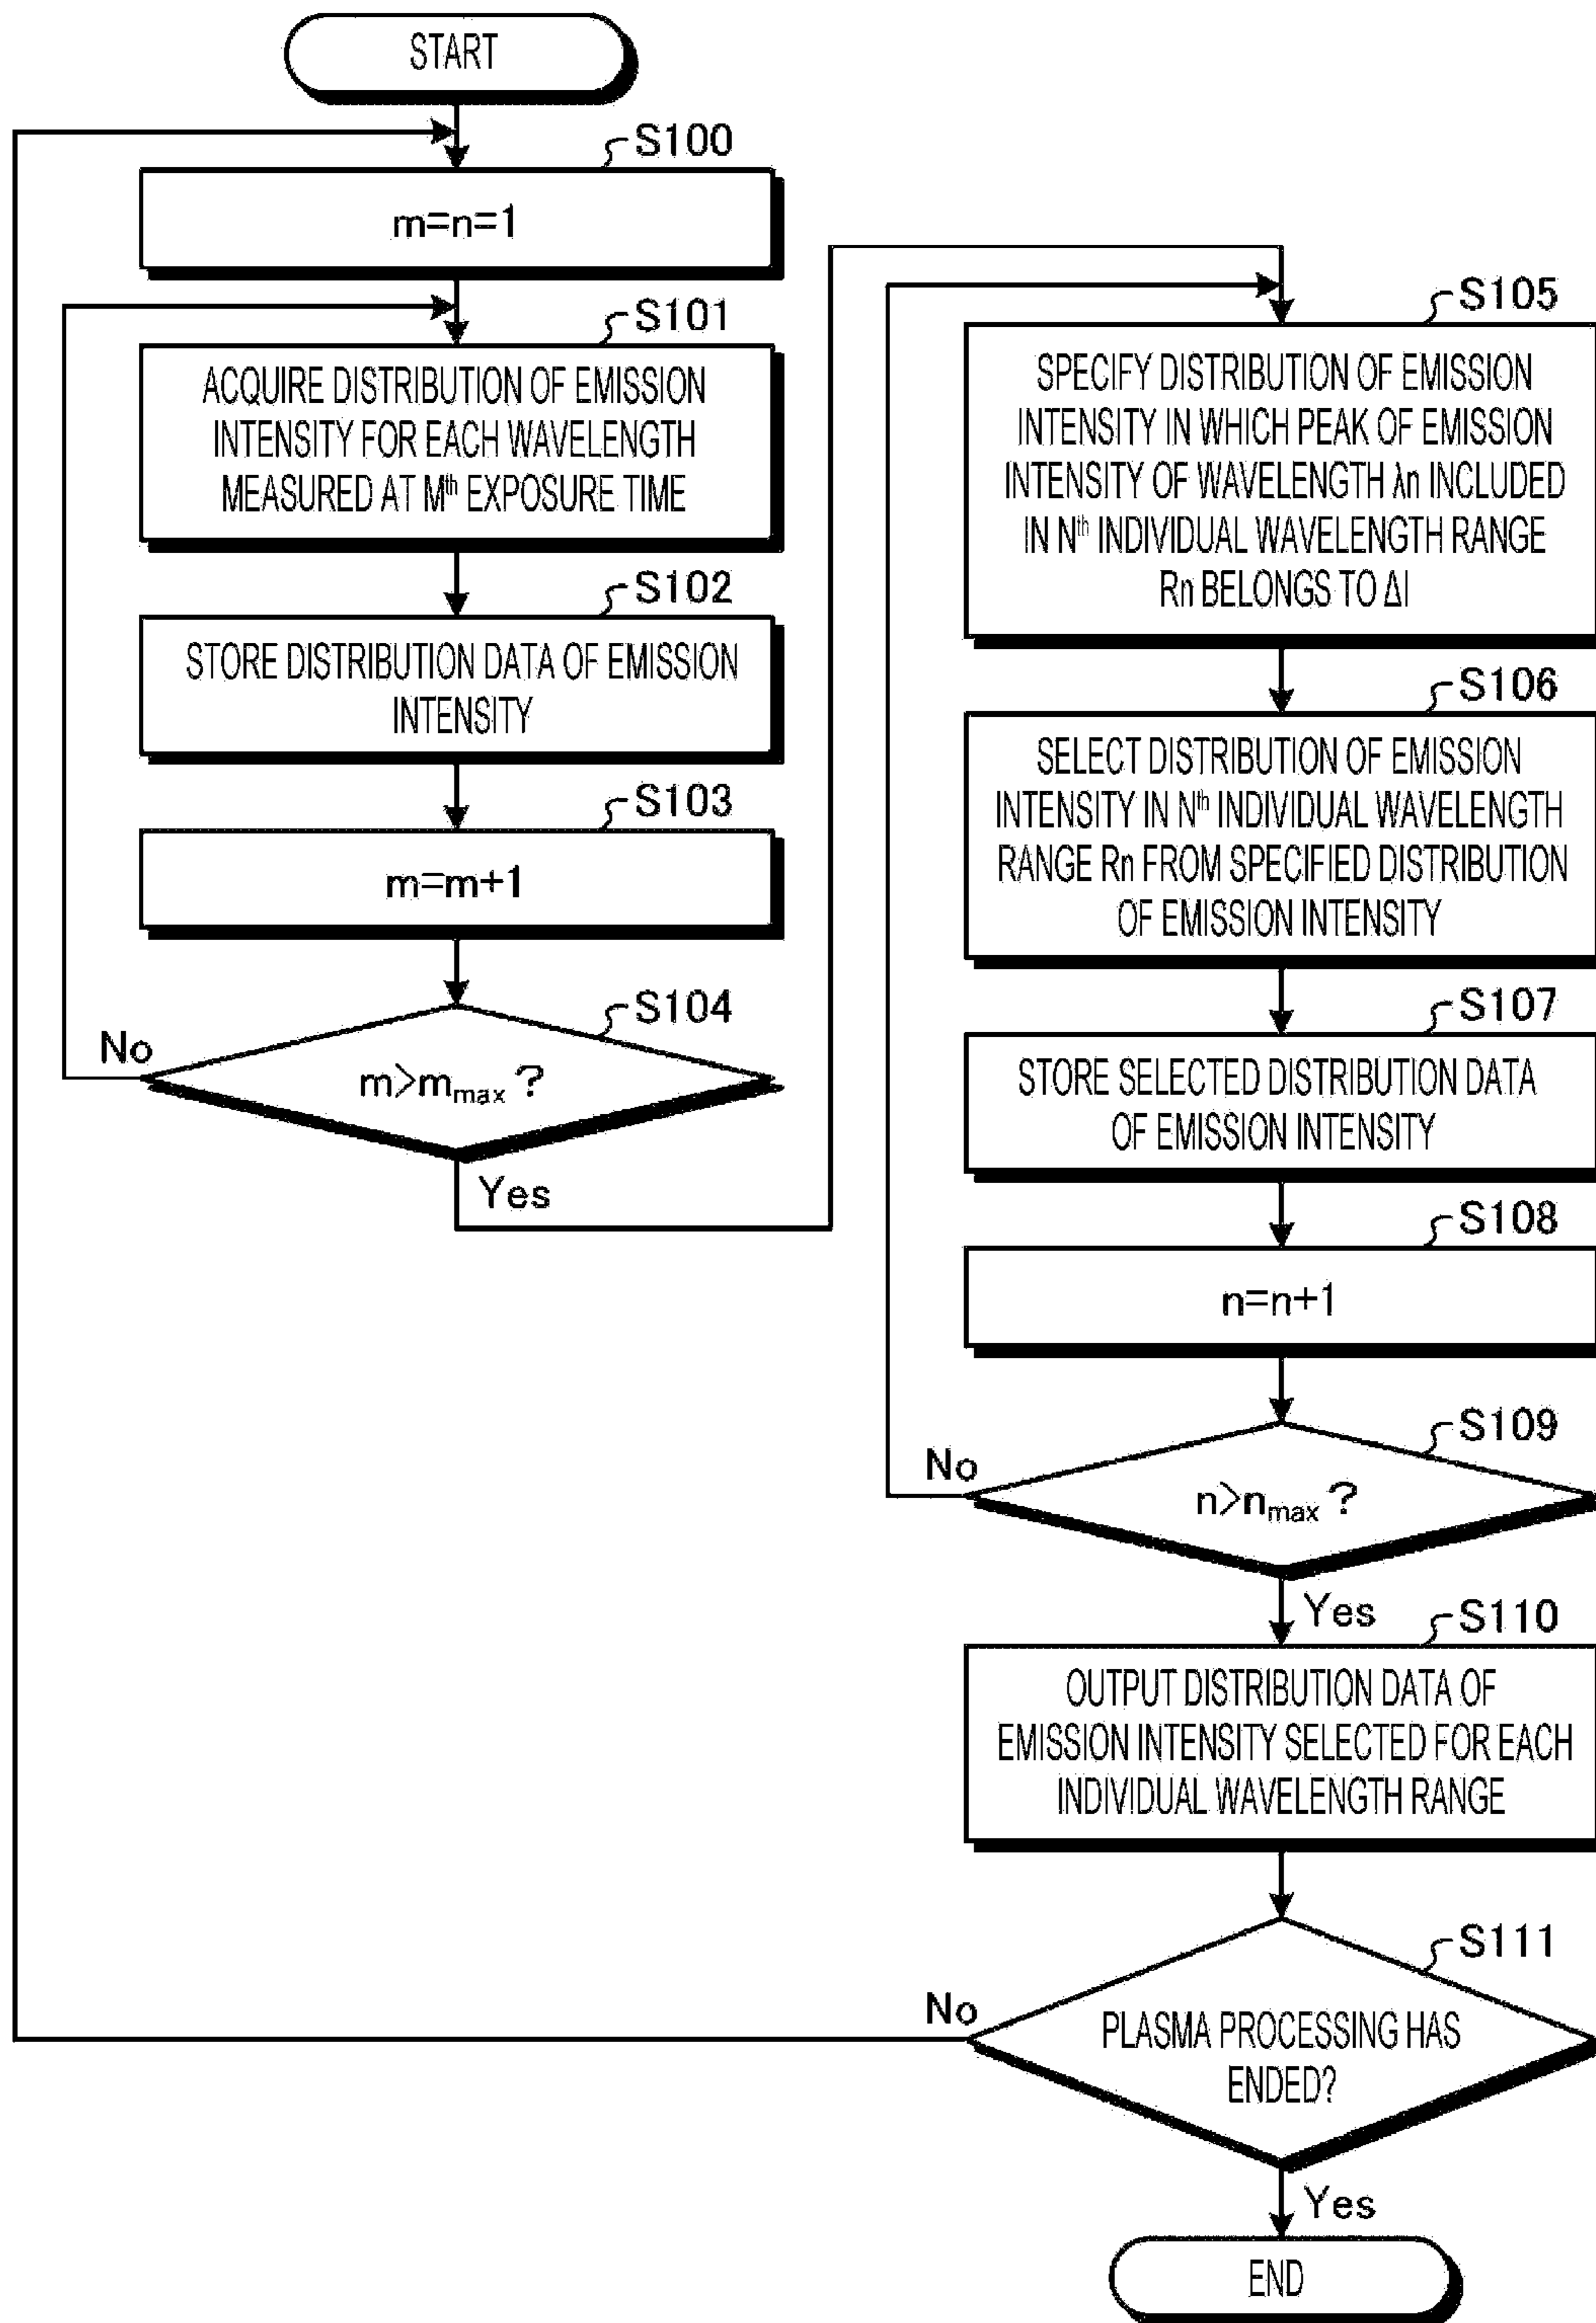 START
S100
m=n=1
S101
ACQUIRE DISTRIBUTION OF EMISSION
INTENSITY FOR EACH WAVELENGTH
MEASURED AT Mth EXPOSURE TIME
S102
STORE DISTRIBUTION DATA OF EMISSION
INTENSITY
S103
m=m+1
S104
No
m>mmax ?
Yes
S105
SPECIFY DISTRIBUTION OF EMISSION
INTENSITY IN WHICH PEAK OF EMISSION
INTENSITY OF WAVELENGTH λn INCLUDED
IN Nth INDIVIDUAL WAVELENGTH RANGE
Rn BELONGS TO ΔI
S106
SELECT DISTRIBUTION OF EMISSION
INTENSITY IN Nth INDIVIDUAL WAVELENGTH
RANGE Rn FROM SPECIFIED DISTRIBUTION
OF EMISSION INTENSITY
S107
STORE SELECTED DISTRIBUTION DATA
OF EMISSION INTENSITY
S108
n=n+1
S109
No
n>nmax ?
Yes
S110
OUTPUT DISTRIBUTION DATA OF
EMISSION INTENSITY SELECTED FOR EACH
INDIVIDUAL WAVELENGTH RANGE
S111
No
PLASMA PROCESSING HAS
ENDED?
Yes
END